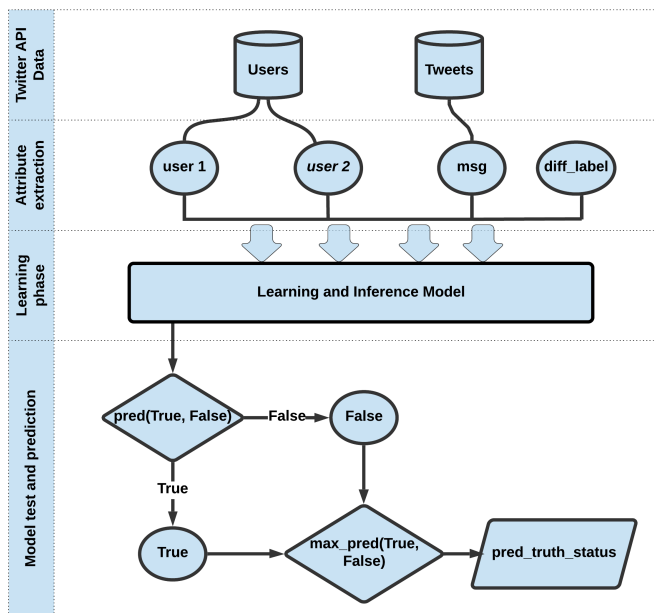 Twitter API
Data
Users
Tweets
Attribute
extraction
user 1
user 2
msg
diff_label
Learning
phase
Learning and Inference Model
Model test and prediction
pred(True, False)
False
False
True
True
max_pred(True,
False)
pred_truth_status